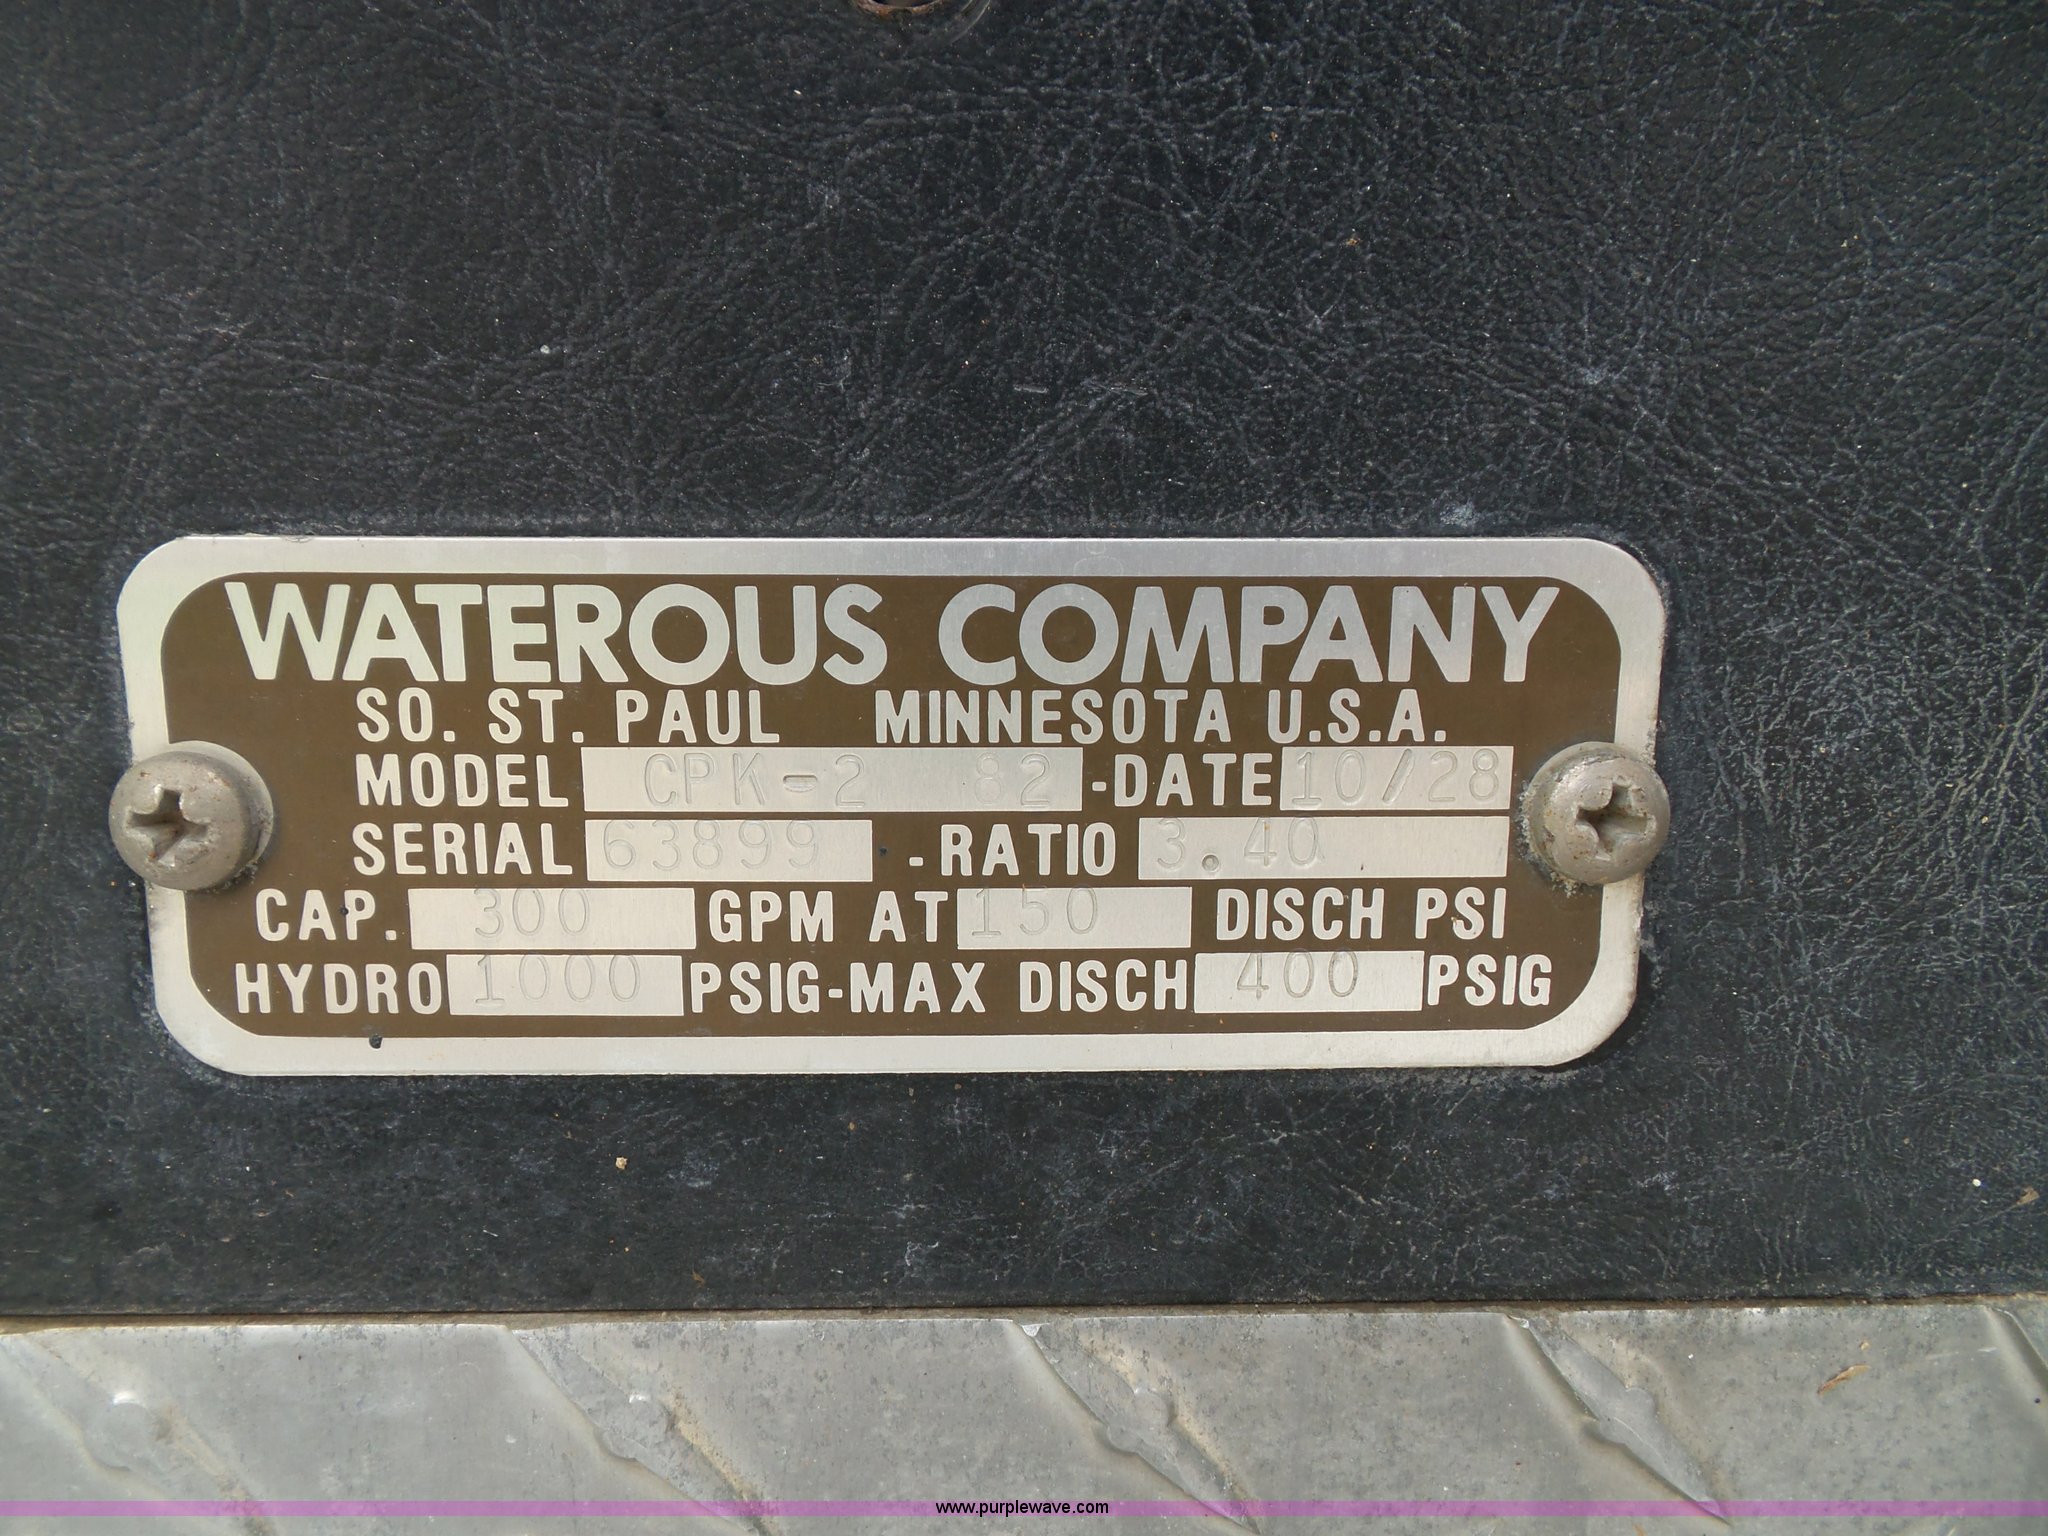 WATEROUS COMPANY
SO. ST. PAUL MINNESOTA U.S.A.
MODEL CPK-2 82 -DATE 10/28
SERIAL 63899 -RATIO 3.40
CAP. 300 GPM AT 150 DISCH PSI
HYDRO 1000 PSIG-MAX DISCH 400 PSIG
www.purplewave.com